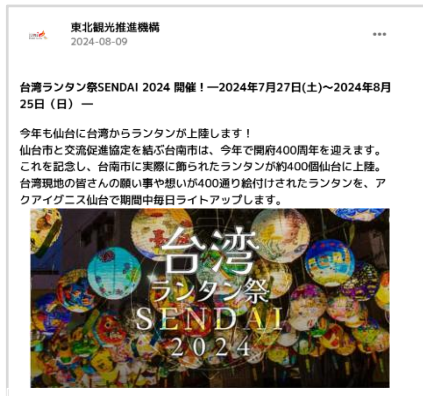 東北観光推進機構
2024-08-09
台湾ランタン祭SENDAI 2024 開催！―2024年7月27日(土)～2024年8月
25日（日） ―
今年も仙台に台湾からランタンが上陸します！
仙台市と交流促進協定を結ぶ台南市は、今年で開府400周年を迎えます。
これを記念し、台南市に実際に飾られたランタンが約400個仙台に上陸。
台湾現地の皆さんの願い事や想いが400通り絵付けされたランタンを、ア
クアイグニス仙台で期間中毎日ライトアップします。
台湾
ランタン祭
SENDAI
2024